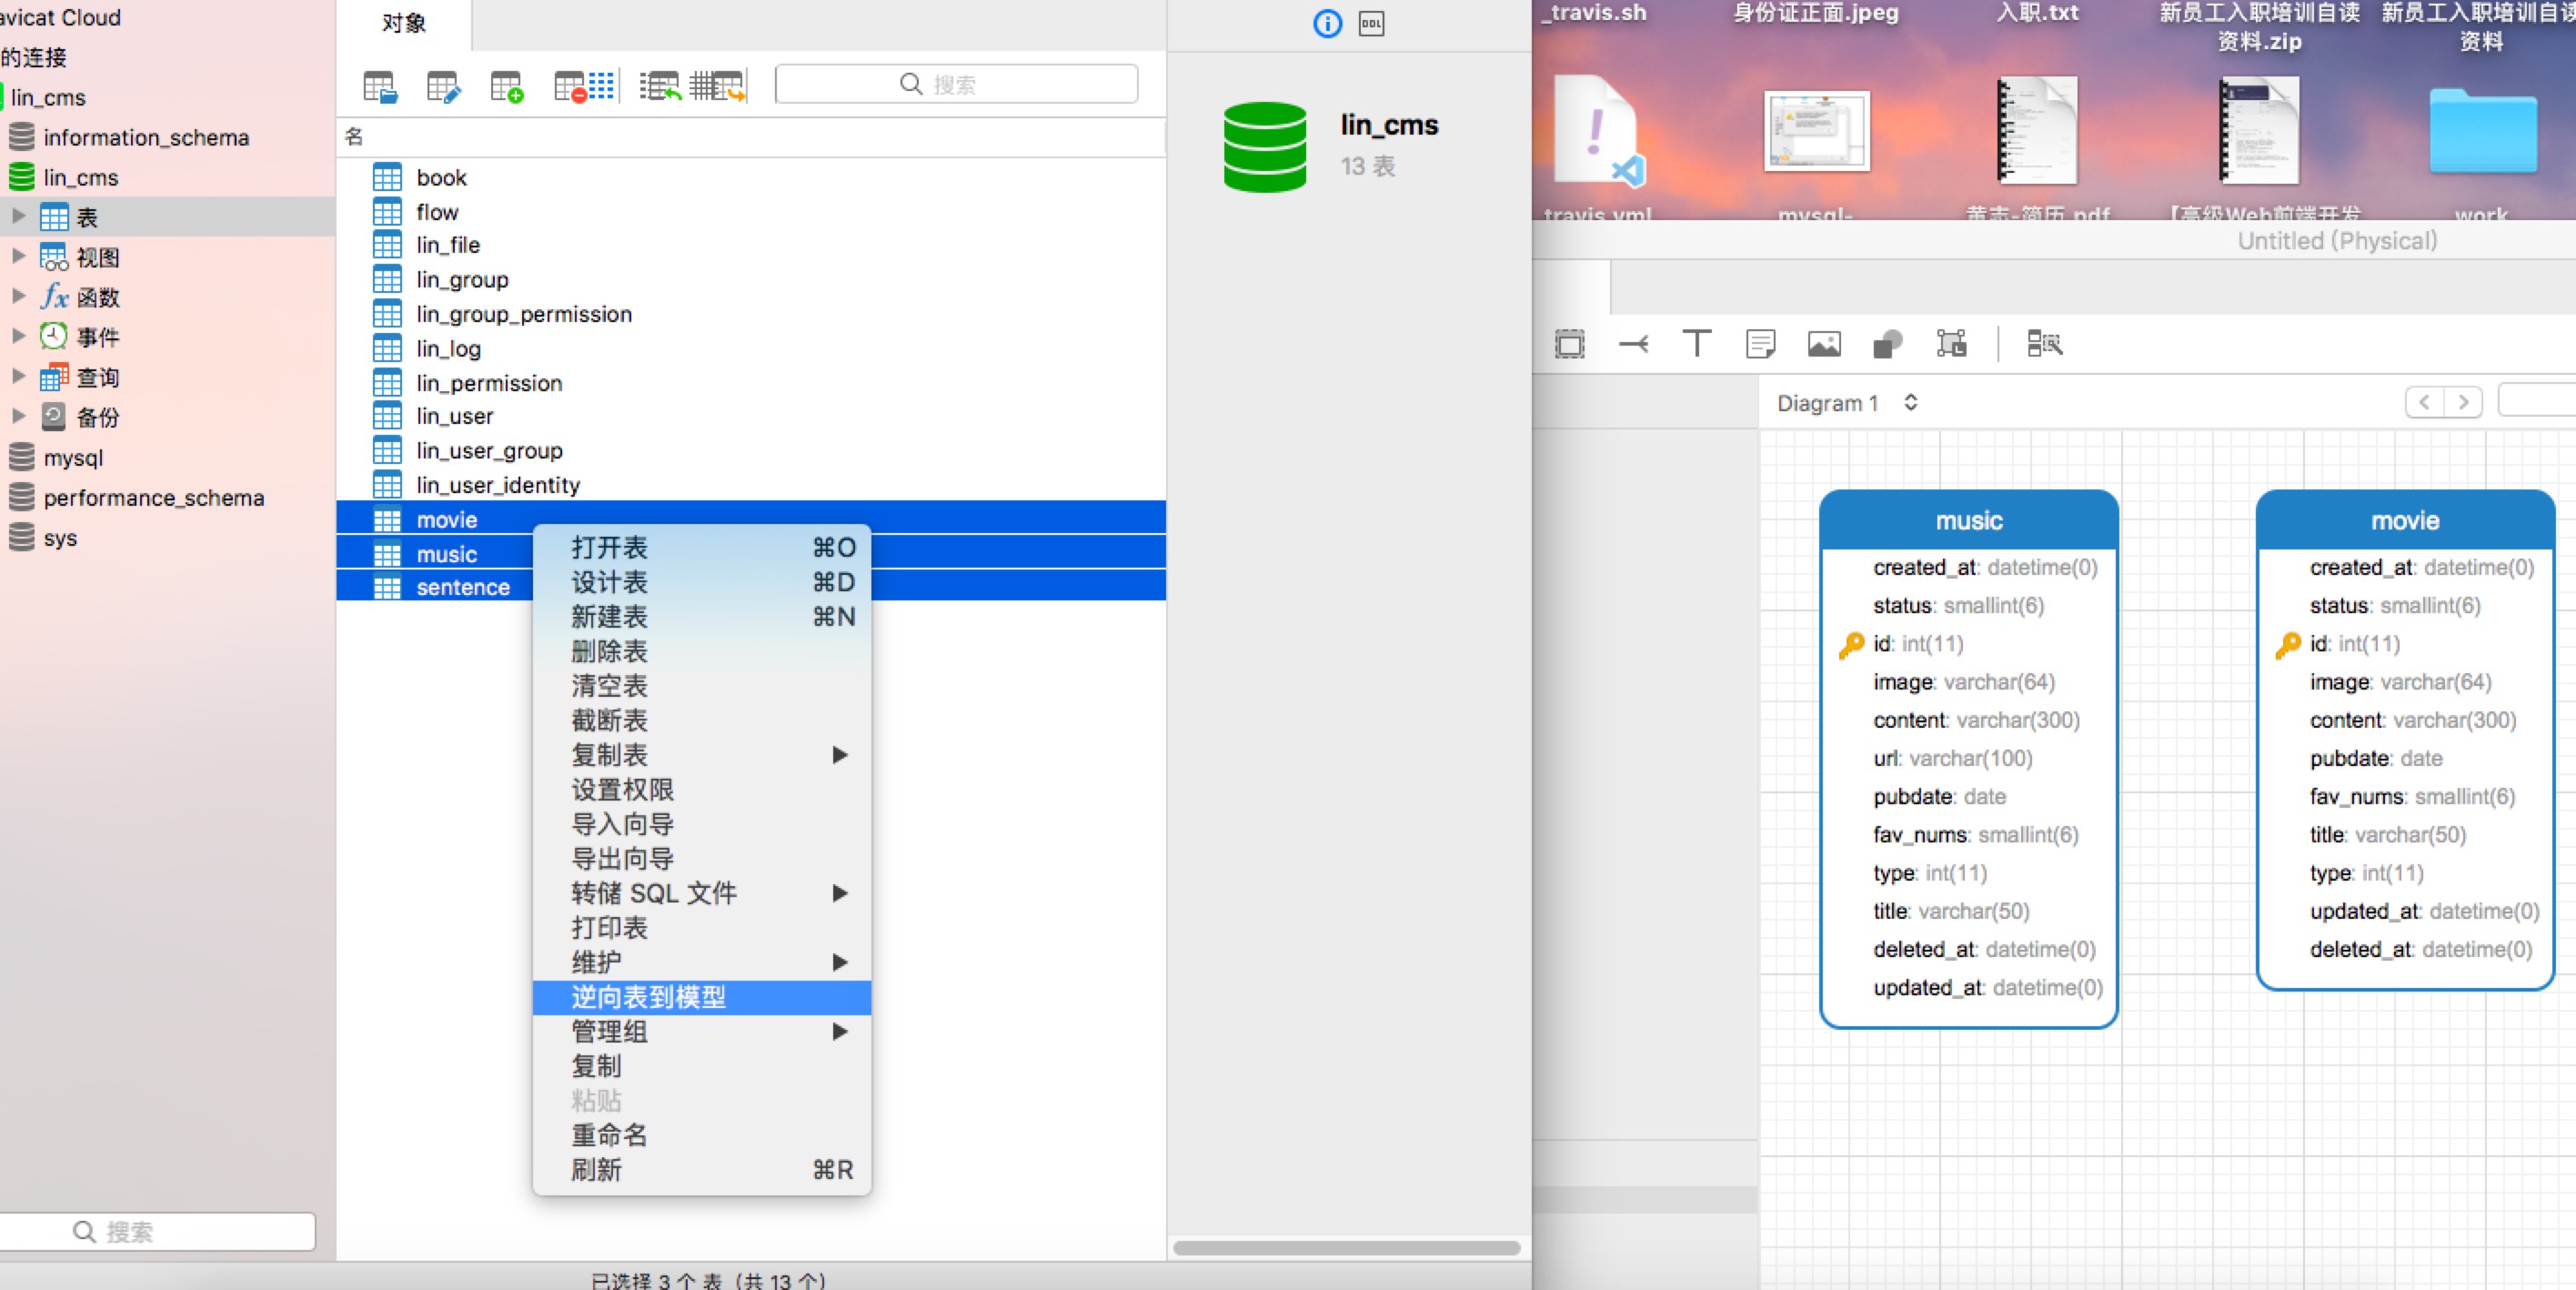 avicat Cloud
的连接
lin_cms
information_schema
lin_cms
表
视图
函数
事件
查询
备份
mysql
performance_schema
sys
搜索
对象
搜索
名
book
flow
lin_file
lin_group
lin_group_permission
lin_log
lin_permission
lin_user
lin_user_group
lin_user_identity
movie
music
sentence
打开表 ⌘O
设计表 ⌘D
新建表 ⌘N
删除表
清空表
截断表
复制表
设置权限
导入向导
导出向导
转储 SQL 文件
打印表
维护
逆向表到模型
管理组
复制
粘贴
重命名
刷新 ⌘R
已选择 3 个 表（共 13 个）
DDL
lin_cms
13 表
_travis.sh
身份证正面.jpeg
入职.txt
新员工入职培训自读
资料.zip
新员工入职培训自读
资料
travis.yml
mysql-
黄志-简历.pdf
【高级Web前端开发
work
Untitled (Physical)
Diagram 1
music
created_at: datetime(0)
status: smallint(6)
id: int(11)
image: varchar(64)
content: varchar(300)
url: varchar(100)
pubdate: date
fav_nums: smallint(6)
type: int(11)
title: varchar(50)
deleted_at: datetime(0)
updated_at: datetime(0)
movie
created_at: datetime(0)
status: smallint(6)
id: int(11)
image: varchar(64)
content: varchar(300)
pubdate: date
fav_nums: smallint(6)
title: varchar(50)
type: int(11)
updated_at: datetime(0)
deleted_at: datetime(0)